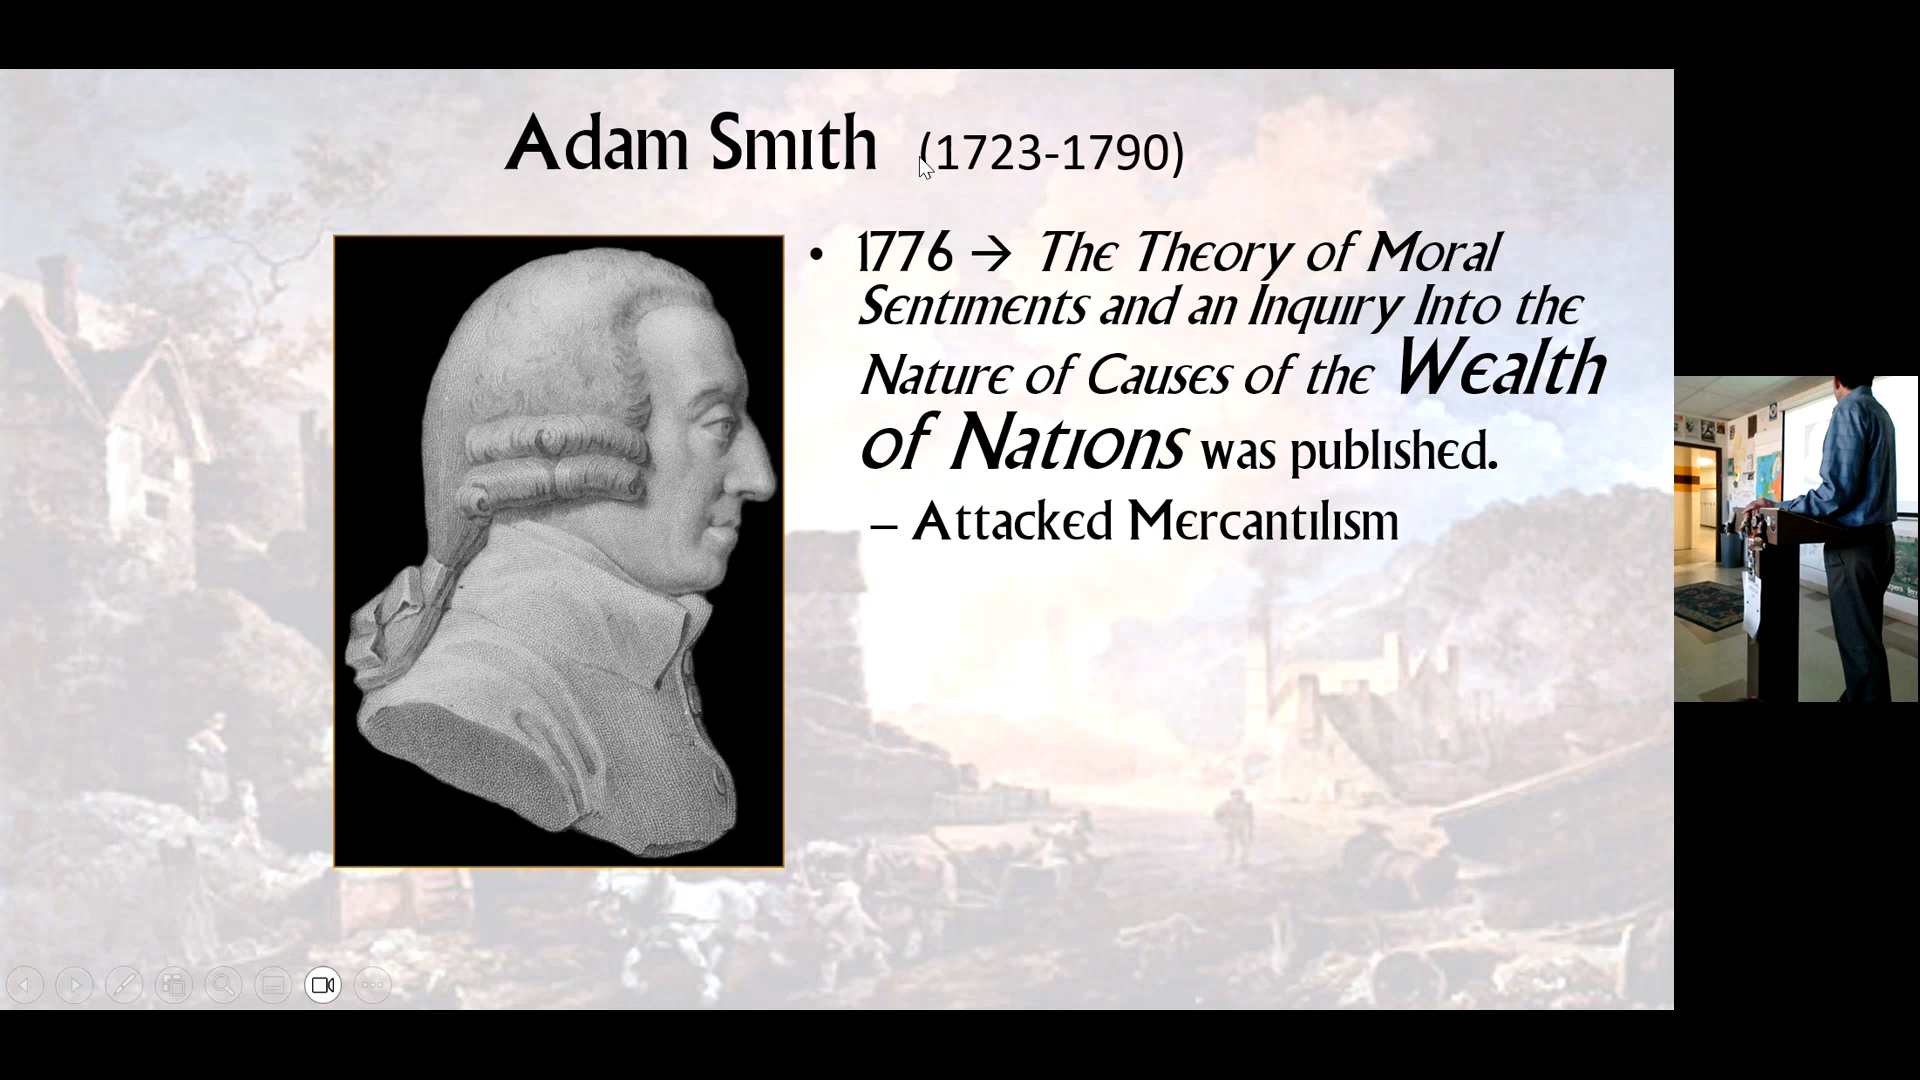 Adam Smith (1723-1790)
• 1776 → The Theory of Moral
Sentiments and an Inquiry Into the
Nature of Causes of the Wealth
of Nations was published.
– Attacked Mercantilism